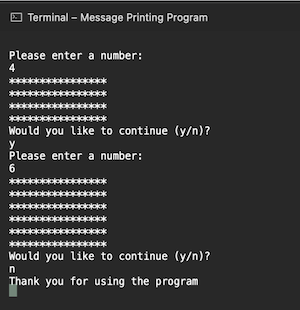 Terminal – Message Printing Program
Please enter a number:
4
****************
****************
****************
****************
Would you like to continue (y/n)?
y
Please enter a number:
6
****************
****************
****************
****************
****************
****************
Would you like to continue (y/n)?
n
Thank you for using the program